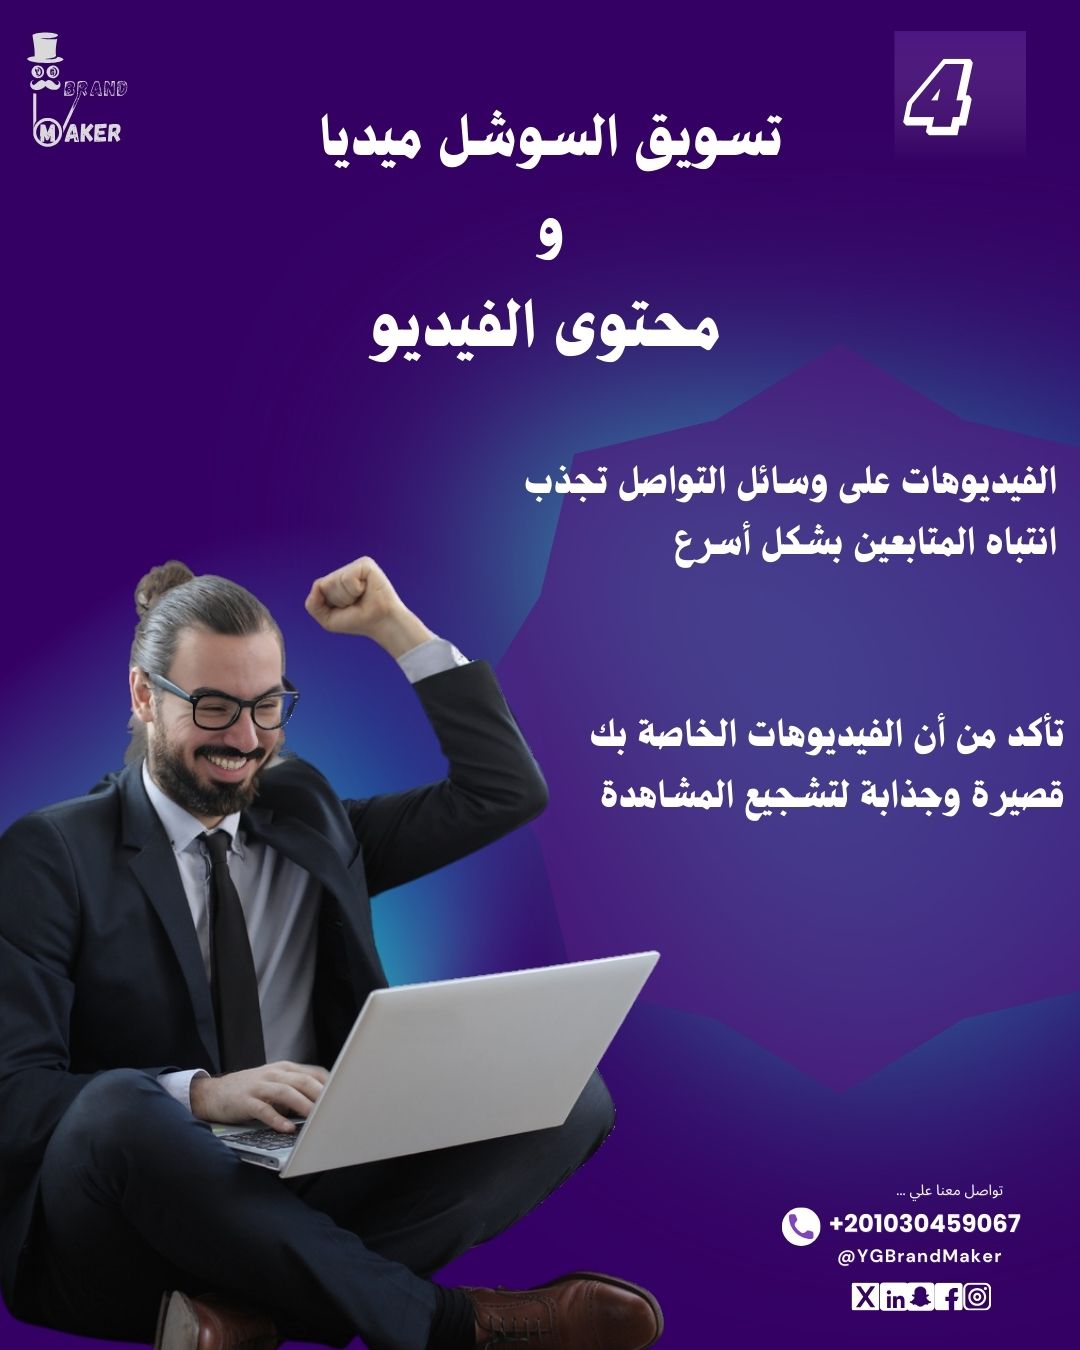 BRAND
MAKER
4
تسويق السوشل ميديا
و
محتوى الفيديو
الفيديوهات على وسائل التواصل تجذب
انتباه المتابعين بشكل أسرع
تأكد من أن الفيديوهات الخاصة بك
قصيرة وجذابة لتشجيع المشاهدة
تواصل معنا علي ...
+201030459067
@YGBrandMaker